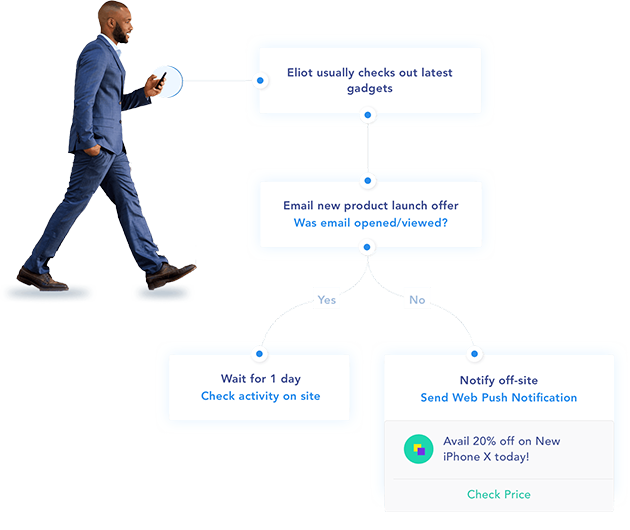 Eliot usually checks out latest
gadgets
Email new product launch offer
Was email opened/viewed?
Yes
No
Wait for 1 day
Check activity on site
Notify off-site
Send Web Push Notification
Avail 20% off on New
iPhone X today!
Check Price